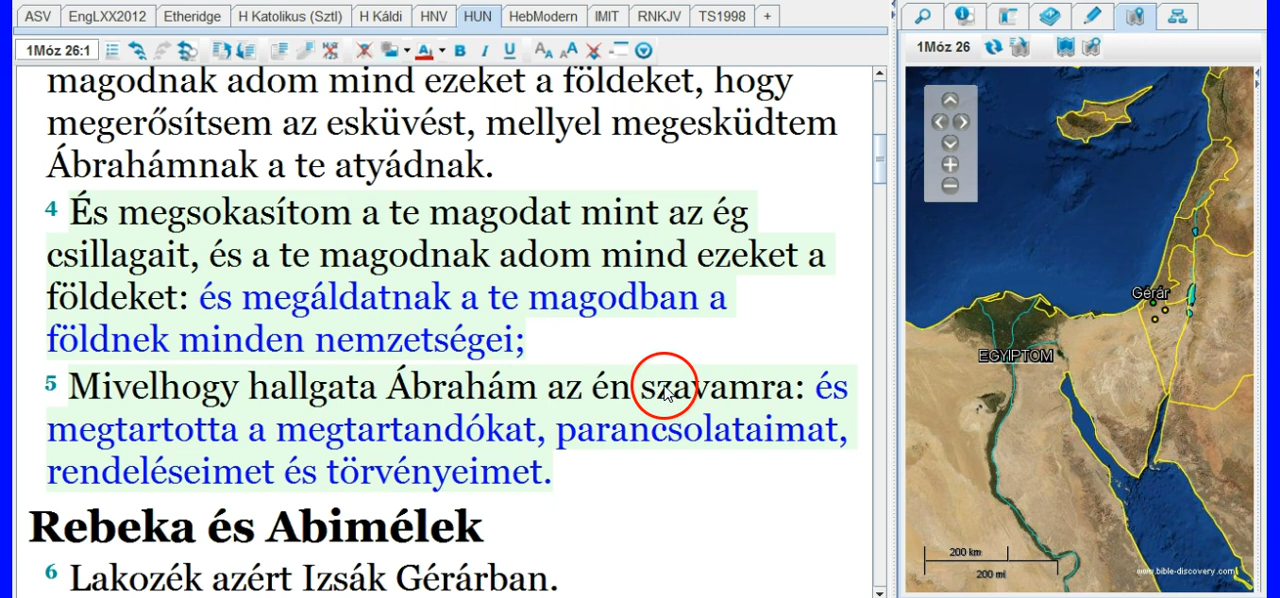 ASV EngLXX2012 Etheridge H Katolikus (Sztl) H Káldi HNV HUN HebModern IMIT RNKJV TS1998 +
1Móz 26:1
magodnak adom mind ezeket a földeket, hogy
megerősítsem az esküvést, mellyel megesküdtem
Ábrahámnak a te atyádnak.
4 És megsokasítom a te magodat mint az ég
csillagait, és a te magodnak adom mind ezeket a
földeket: és megáldatnak a te magodban a
földnek minden nemzetségei;
5 Mivelhogy hallgata Ábrahám az én szavamra: és
megtartotta a megtartandókat, parancsolataimat,
rendeléseimet és törvényeimet.
Rebeka és Abimélek
6 Lakozék azért Izsák Gérárban.
1Móz 26
Gérár
EGYIPTOM
200 km
200 mi
www.bible-discovery.com